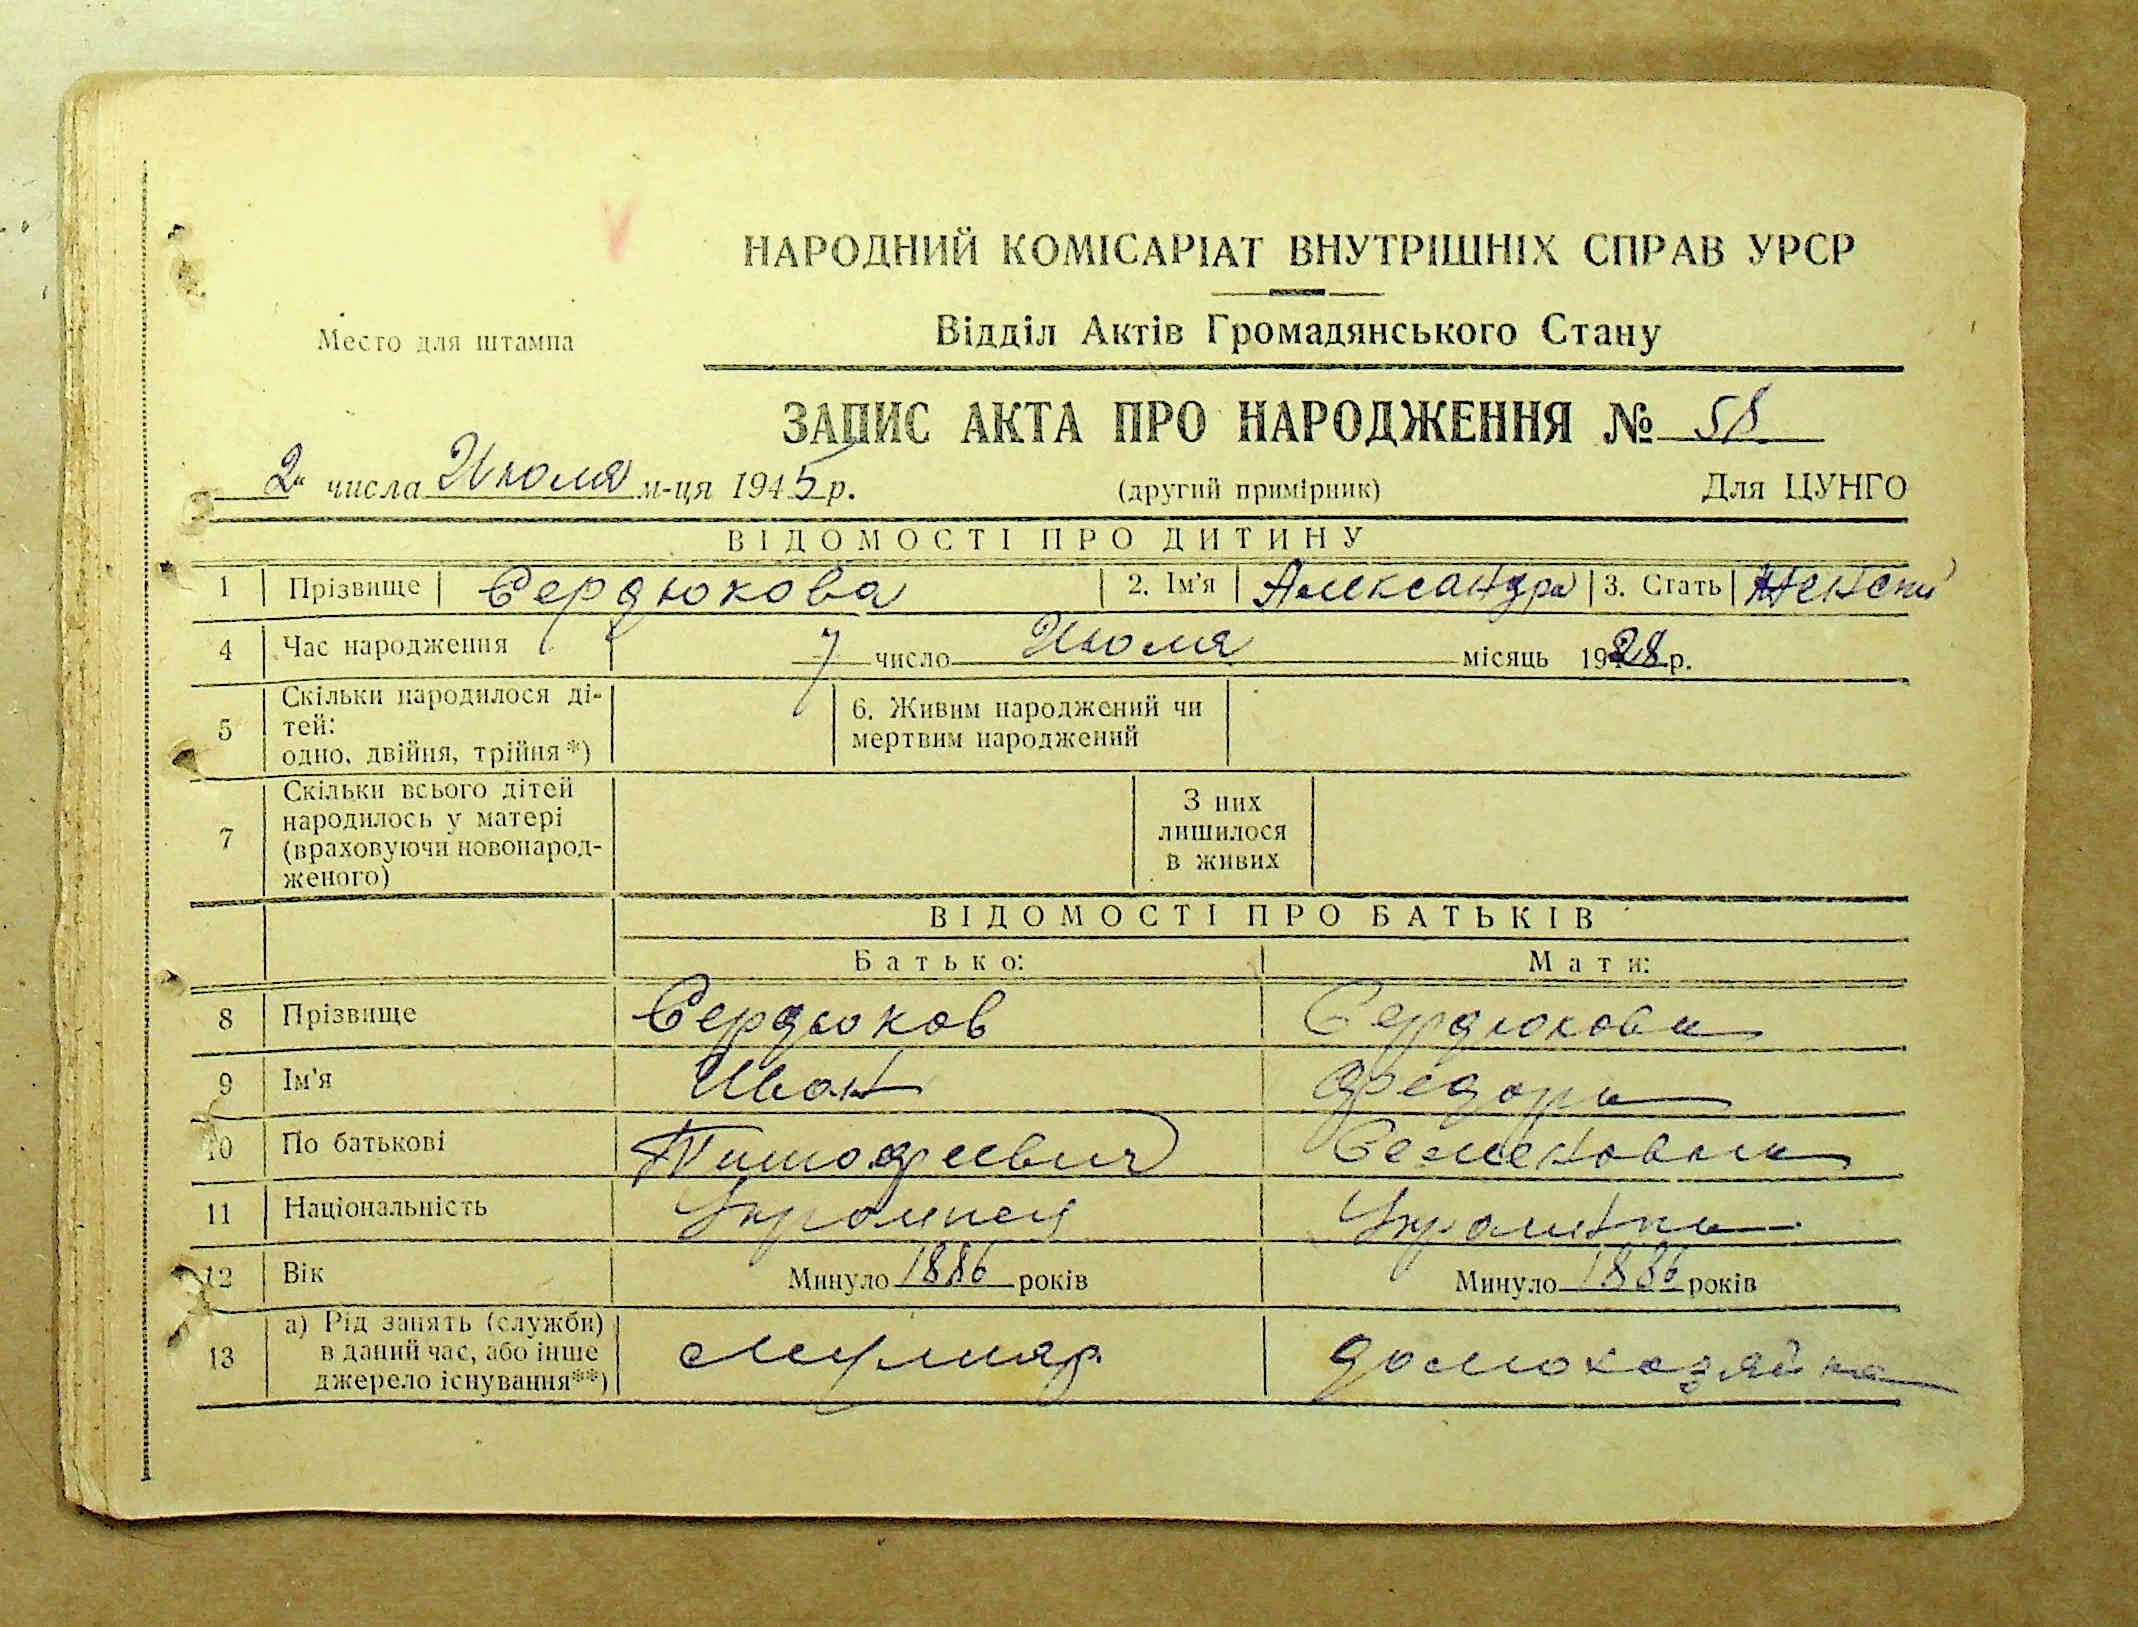 НАРОДНИЙ КОМІСАРІАТ ВНУТРІШНІХ СПРАВ УРСР
Место для штампа
Відділ Актів Громадянського Стану
ЗАПИС АКТА ПРО НАРОДЖЕННЯ № 58
2 числа Июля м-ця 1945 р.
(другий примірник) Для ЦУНГО
ВІДОМОСТІ ПРО ДИТИНУ
1 Прізвище Сердюкова 2. Ім'я Александра 3. Стать
4 Час народження 7 число Июля місяць 1928 р.
5 Скільки народилося ді-
тей:
одно, двійня, трійня*)
6. Живим народжений чи
мертвим народжений
7 Скільки всього дітей
народилось у матері
(враховуючи новонарод-
женого)
З них
лишилося
в живих
ВІДОМОСТІ ПРО БАТЬКІВ
Батько: Мати:
8 Прізвище Сердюков Сердюкова
9 Ім'я Иван Федора
10 По батькові Тимофеевич Семеновна
11 Національність Украинец Украинка
12 Вік Минуло 1886 років Минуло 1886 років
13 а) Рід занять (служби)
в даний час, або інше
джерело існування**)
муляр домохозяйка